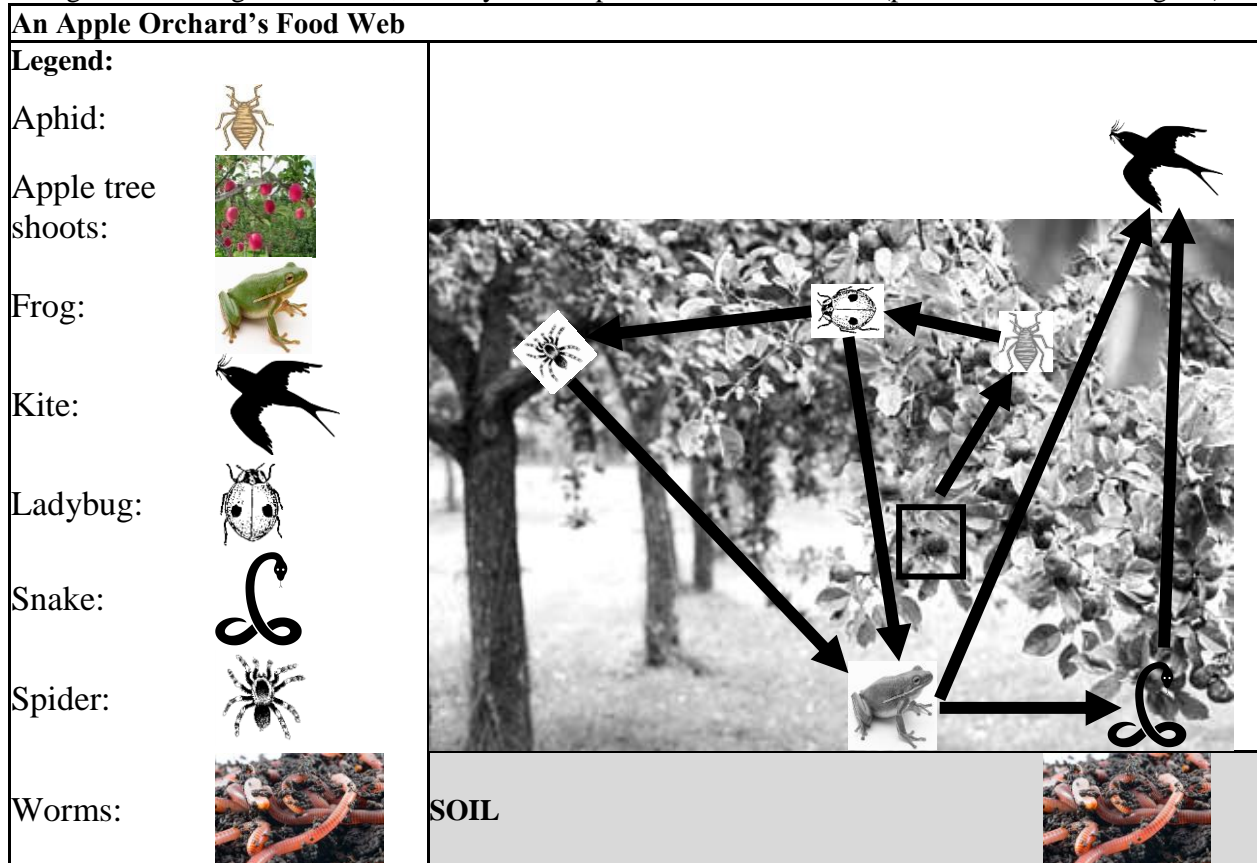 An Apple Orchard's Food Web
Legend:
Aphid:
Apple tree
shoots:
Frog:
Kite:
Ladybug:
Snake:
Spider:
Worms:
SOIL